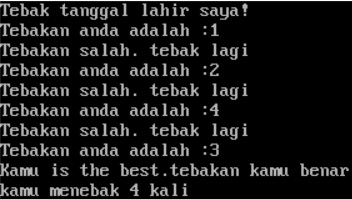 Tebak tanggal lahir saya!
Tebakan anda adalah :1
Tebakan salah. tebak lagi
Tebakan anda adalah :2
Tebakan salah. tebak lagi
Tebakan anda adalah :4
Tebakan salah. tebak lagi
Tebakan anda adalah :3
Kamu is the best.tebakan kamu benar
kamu menebak 4 kali